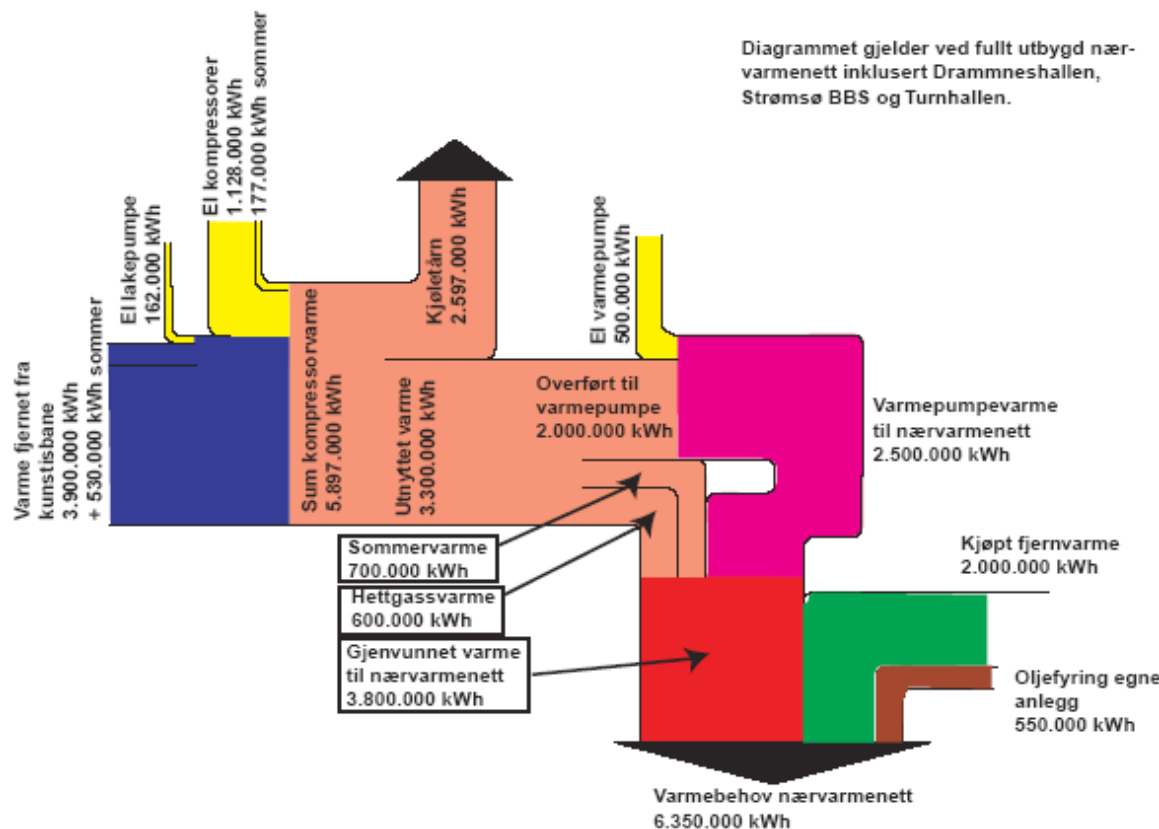 Diagrammet gjelder ved fullt utbygd nær-
varmenett inklusert Drammneshallen,
Strømsø BBS og Turnhallen.
Varme fjernet fra
kunstisbane
3.900.000 kWh
+ 530.000 kWh sommer
El lakepumpe
162.000 kWh
El kompressorer
1.128.000 kWh
177.000 kWh sommer
Sum kompressorvarme
5.897.000 kWh
Kjøletårn
2.597.000 kWh
Utnyttet varme
3.300.000 kWh
El varmepumpe
500.000 kWh
Overført til
varmepumpe
2.000.000 kWh
Varmepumpevarme
til nærvarmenett
2.500.000 kWh
Sommervarme
700.000 kWh
Hettgassvarme
600.000 kWh
Gjenvunnet varme
til nærvarmenett
3.800.000 kWh
Kjøpt fjernvarme
2.000.000 kWh
Oljefyring egne
anlegg
550.000 kWh
Varmebehov nærvarmenett
6.350.000 kWh